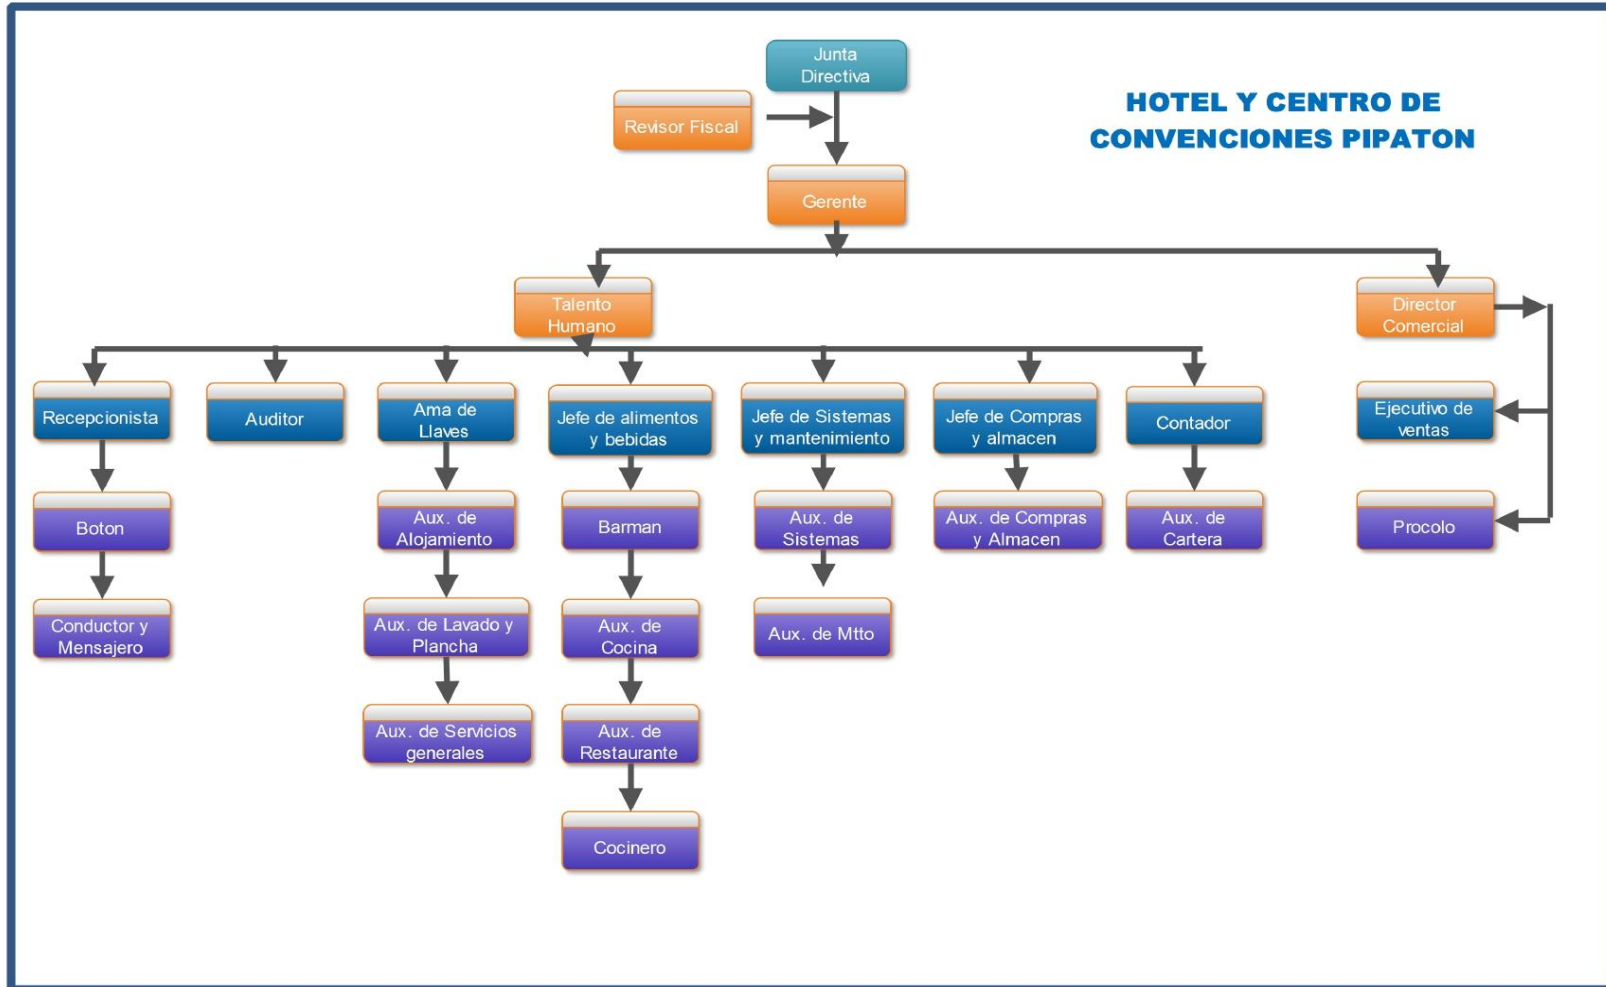 Junta
Directiva
HOTEL Y CENTRO DE
CONVENCIONES PIPATON
Revisor Fiscal
Gerente
Talento
Humano
Director
Comercial
Recepcionista
Auditor
Ama de
Llaves
Jefe de alimentos
y bebidas
Jefe de Sistemas
y mantenimiento
Jefe de Compras
y almacen
Contador
Ejecutivo de
ventas
Boton
Aux. de
Alojamiento
Barman
Aux. de
Sistemas
Aux. de Compras
y Almacen
Aux. de
Cartera
Procolo
Conductor y
Mensajero
Aux. de Lavado y
Plancha
Aux. de
Cocina
Aux. de Mtto
Aux. de Servicios
generales
Aux. de
Restaurante
Cocinero